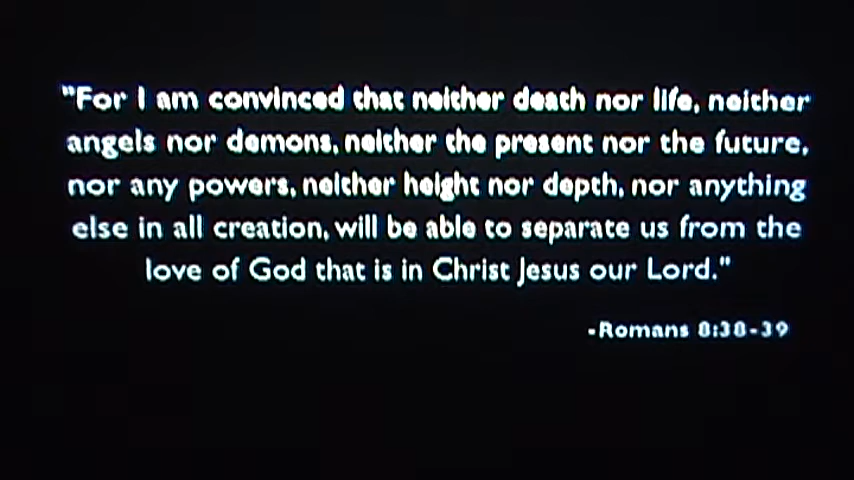 "For I am convinced that neither death nor life, neither
angels nor demons, neither the present nor the future,
nor any powers, neither height nor depth, nor anything
else in all creation, will be able to separate us from the
love of God that is in Christ Jesus our Lord."
-Romans 8:38-39